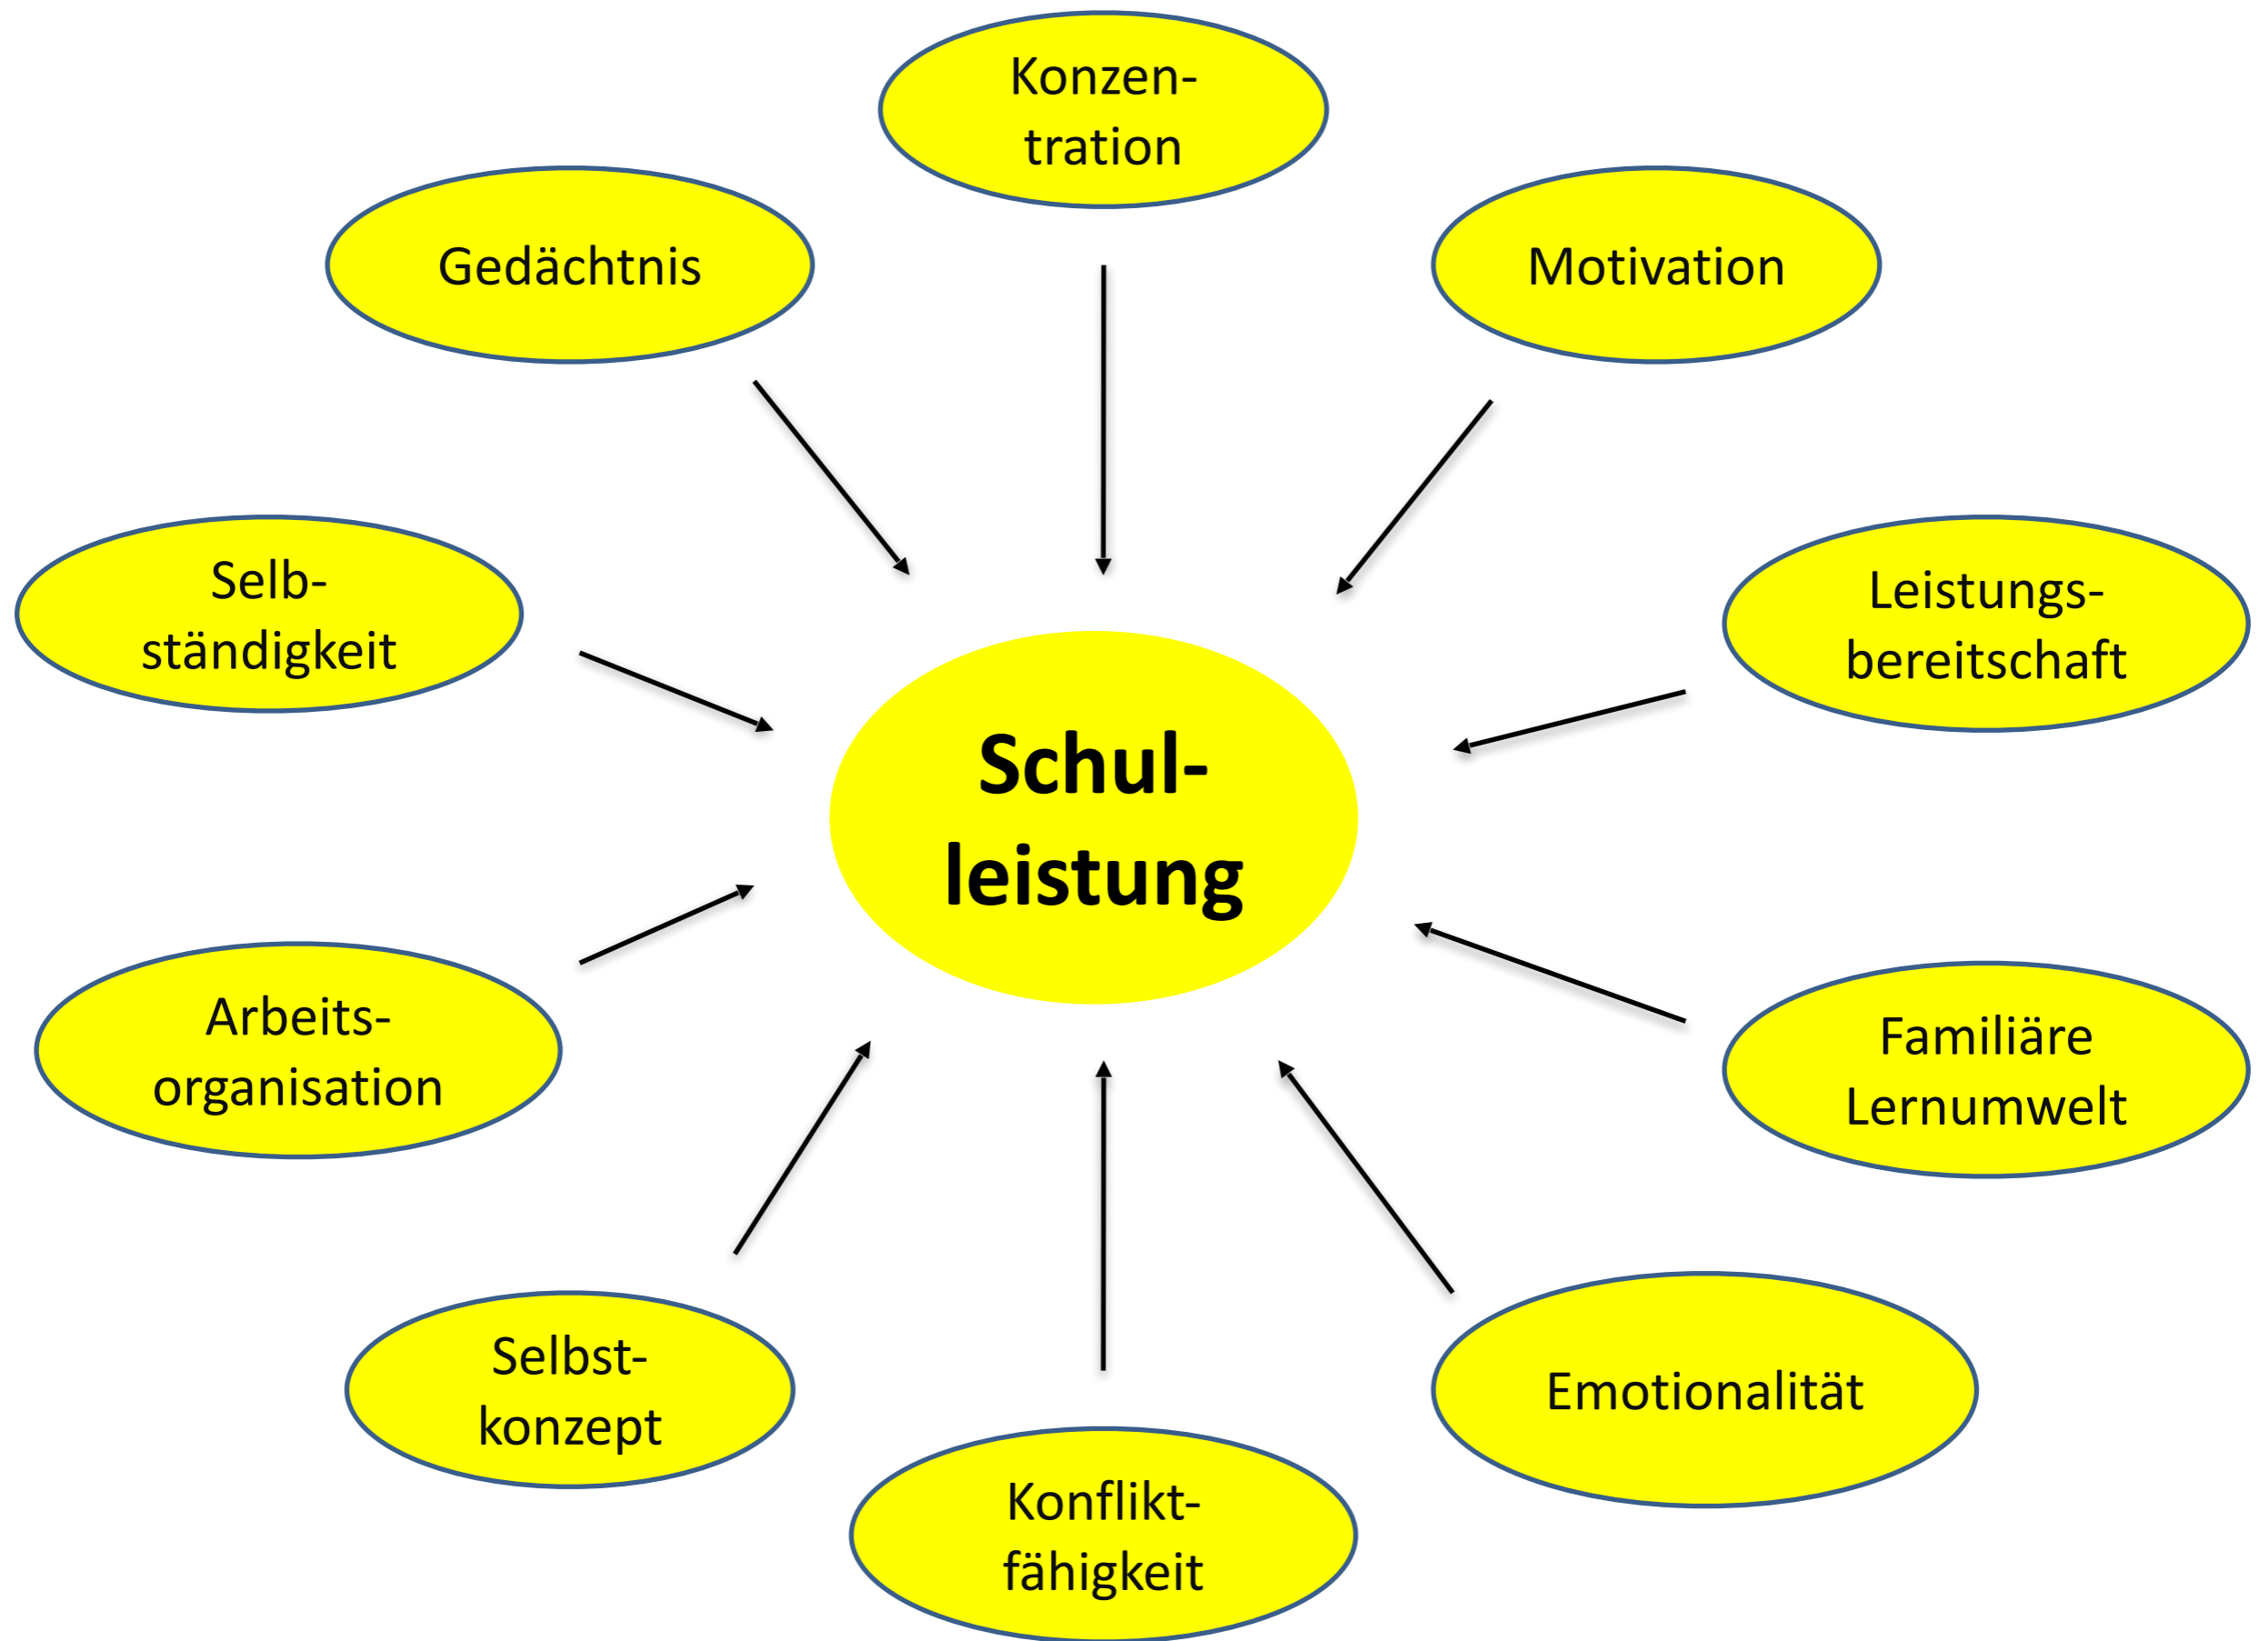 Konzen-
tration
Gedächtnis
Motivation
Selb-
ständigkeit
Leistungs-
bereitschaft
Schul-
leistung
Arbeits-
organisation
Familiäre
Lernumwelt
Selbst-
konzept
Emotionalität
Konflikt-
fähigkeit